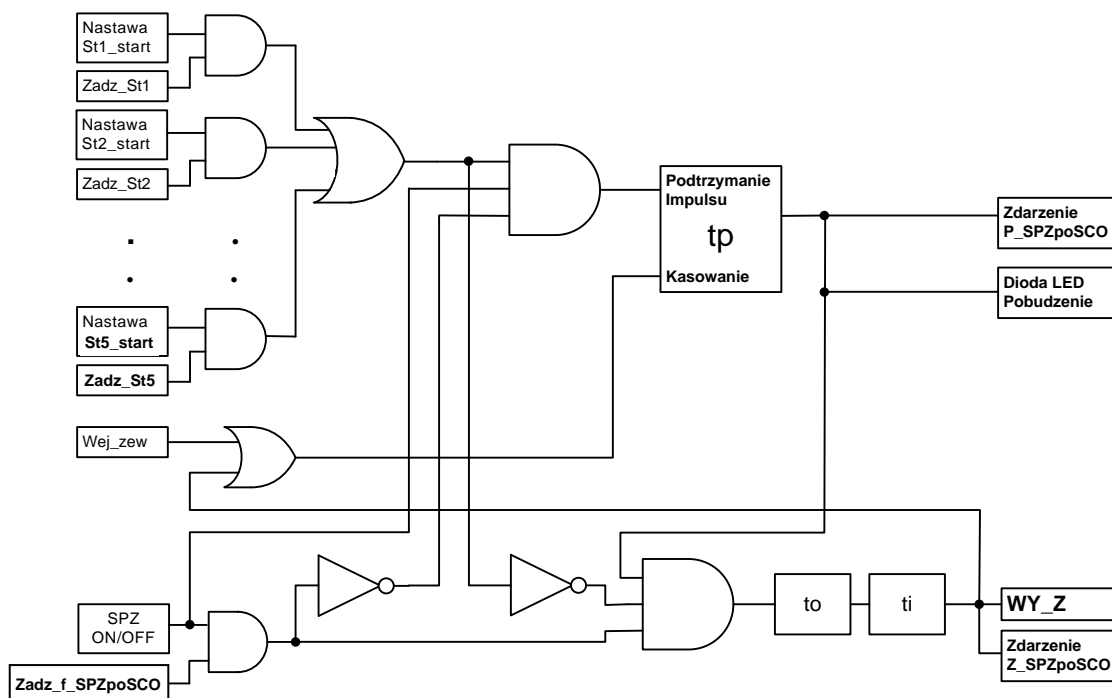 Nastawa
St1_start
Zadz_St1
Nastawa
St2_start
Zadz_St2
Nastawa
St5_start
Zadz_St5
Wej_zew
SPZ
ON/OFF
Zadz_f_SPZpoSCO
Podtrzymanie
Impulsu
tp
Kasowanie
to
ti
Zdarzenie
P_SPZpoSCO
Dioda LED
Pobudzenie
WY_Z
Zdarzenie
Z_SPZpoSCO